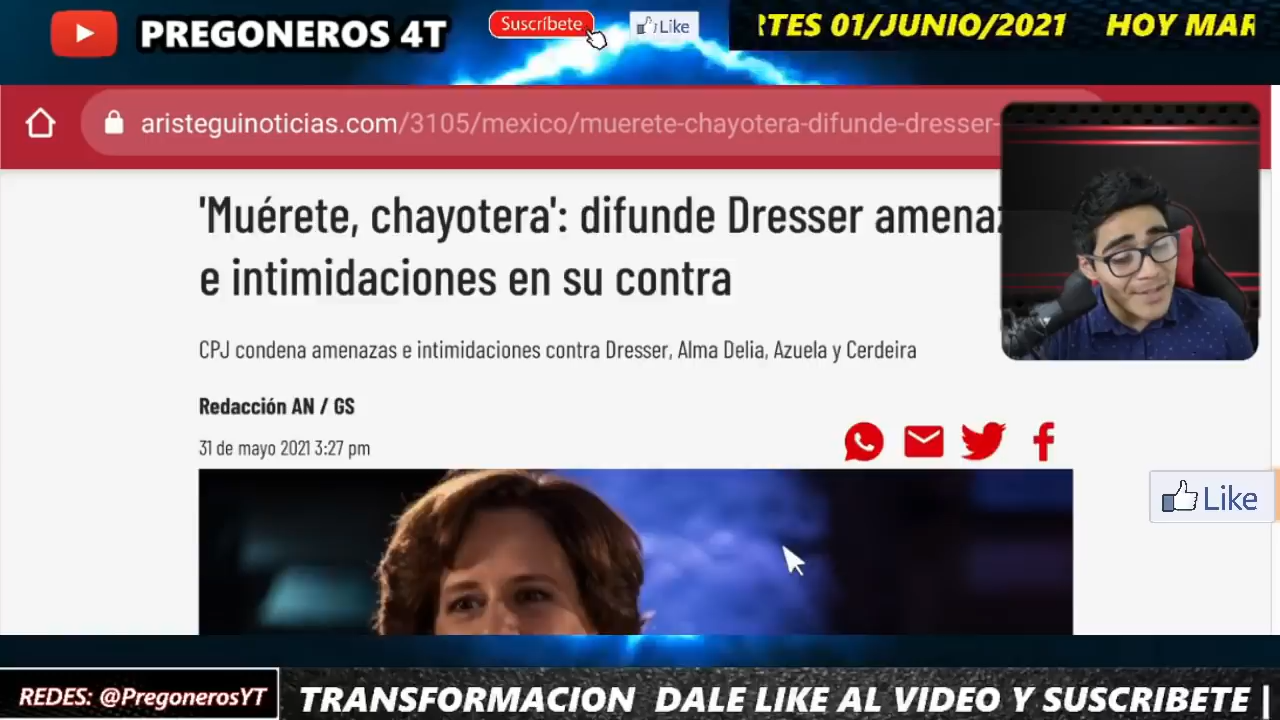 PREGONEROS 4T
Suscríbete
Like
RTES 01/JUNIO/2021 HOY MAR
aristeguinoticias.com/3105/mexico/muerete-chayotera-difunde-dresser-
'Muérete, chayotera': difunde Dresser amenaz
e intimidaciones en su contra
CPJ condena amenazas e intimidaciones contra Dresser, Alma Delia, Azuela y Cerdeira
Redacción AN / GS
31 de mayo 2021 3:27 pm
Like
REDES: @PregonerosYT
TRANSFORMACION DALE LIKE AL VIDEO Y SUSCRIBETE |